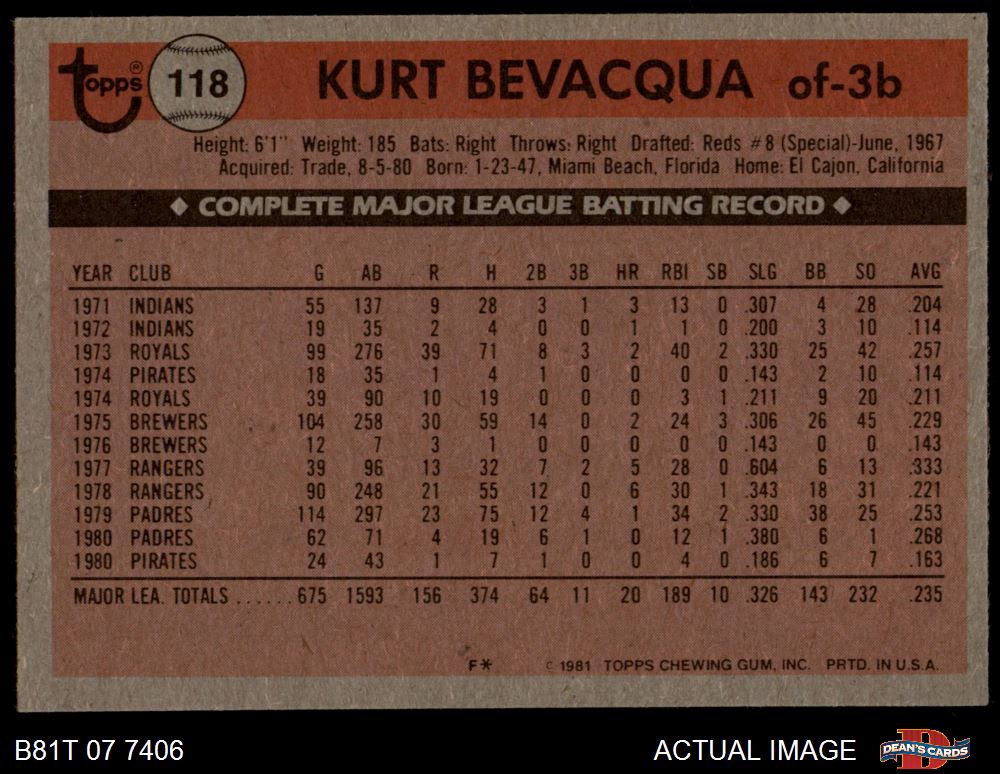 topps® 118 KURT BEVACQUA of-3b
Height: 6'1" Weight: 185 Bats: Right Throws: Right Drafted: Reds #8 (Special)-June, 1967
Acquired: Trade, 8-5-80 Born: 1-23-47, Miami Beach, Florida Home: El Cajon, California
◆ COMPLETE MAJOR LEAGUE BATTING RECORD ◆
YEAR CLUB G AB R H 2B 3B HR RBI SB SLG BB SO AVG
1971 INDIANS 55 137 9 28 3 1 3 13 0 .307 4 28 .204
1972 INDIANS 19 35 2 4 0 0 1 1 0 .200 3 10 .114
1973 ROYALS 99 276 39 71 8 3 2 40 2 .330 25 42 .257
1974 PIRATES 18 35 1 4 1 0 0 0 0 .143 2 10 .114
1974 ROYALS 39 90 10 19 0 0 0 3 1 .211 9 20 .211
1975 BREWERS 104 258 30 59 14 0 2 24 3 .306 26 45 .229
1976 BREWERS 12 7 3 1 0 0 0 0 0 .143 0 0 .143
1977 RANGERS 39 96 13 32 7 2 5 28 0 .604 6 13 .333
1978 RANGERS 90 248 21 55 12 0 6 30 1 .343 18 31 .221
1979 PADRES 114 297 23 75 12 4 1 34 2 .330 38 25 .253
1980 PADRES 62 71 4 19 6 1 0 12 1 .380 6 1 .268
1980 PIRATES 24 43 1 7 1 0 0 4 0 .186 6 7 .163
MAJOR LEA. TOTALS ......675 1593 156 374 64 11 20 189 10 .326 143 232 .235
F* © 1981 TOPPS CHEWING GUM, INC. PRTD. IN U.S.A.
B81T 07 7406 ACTUAL IMAGE B DEAN'S CARDS